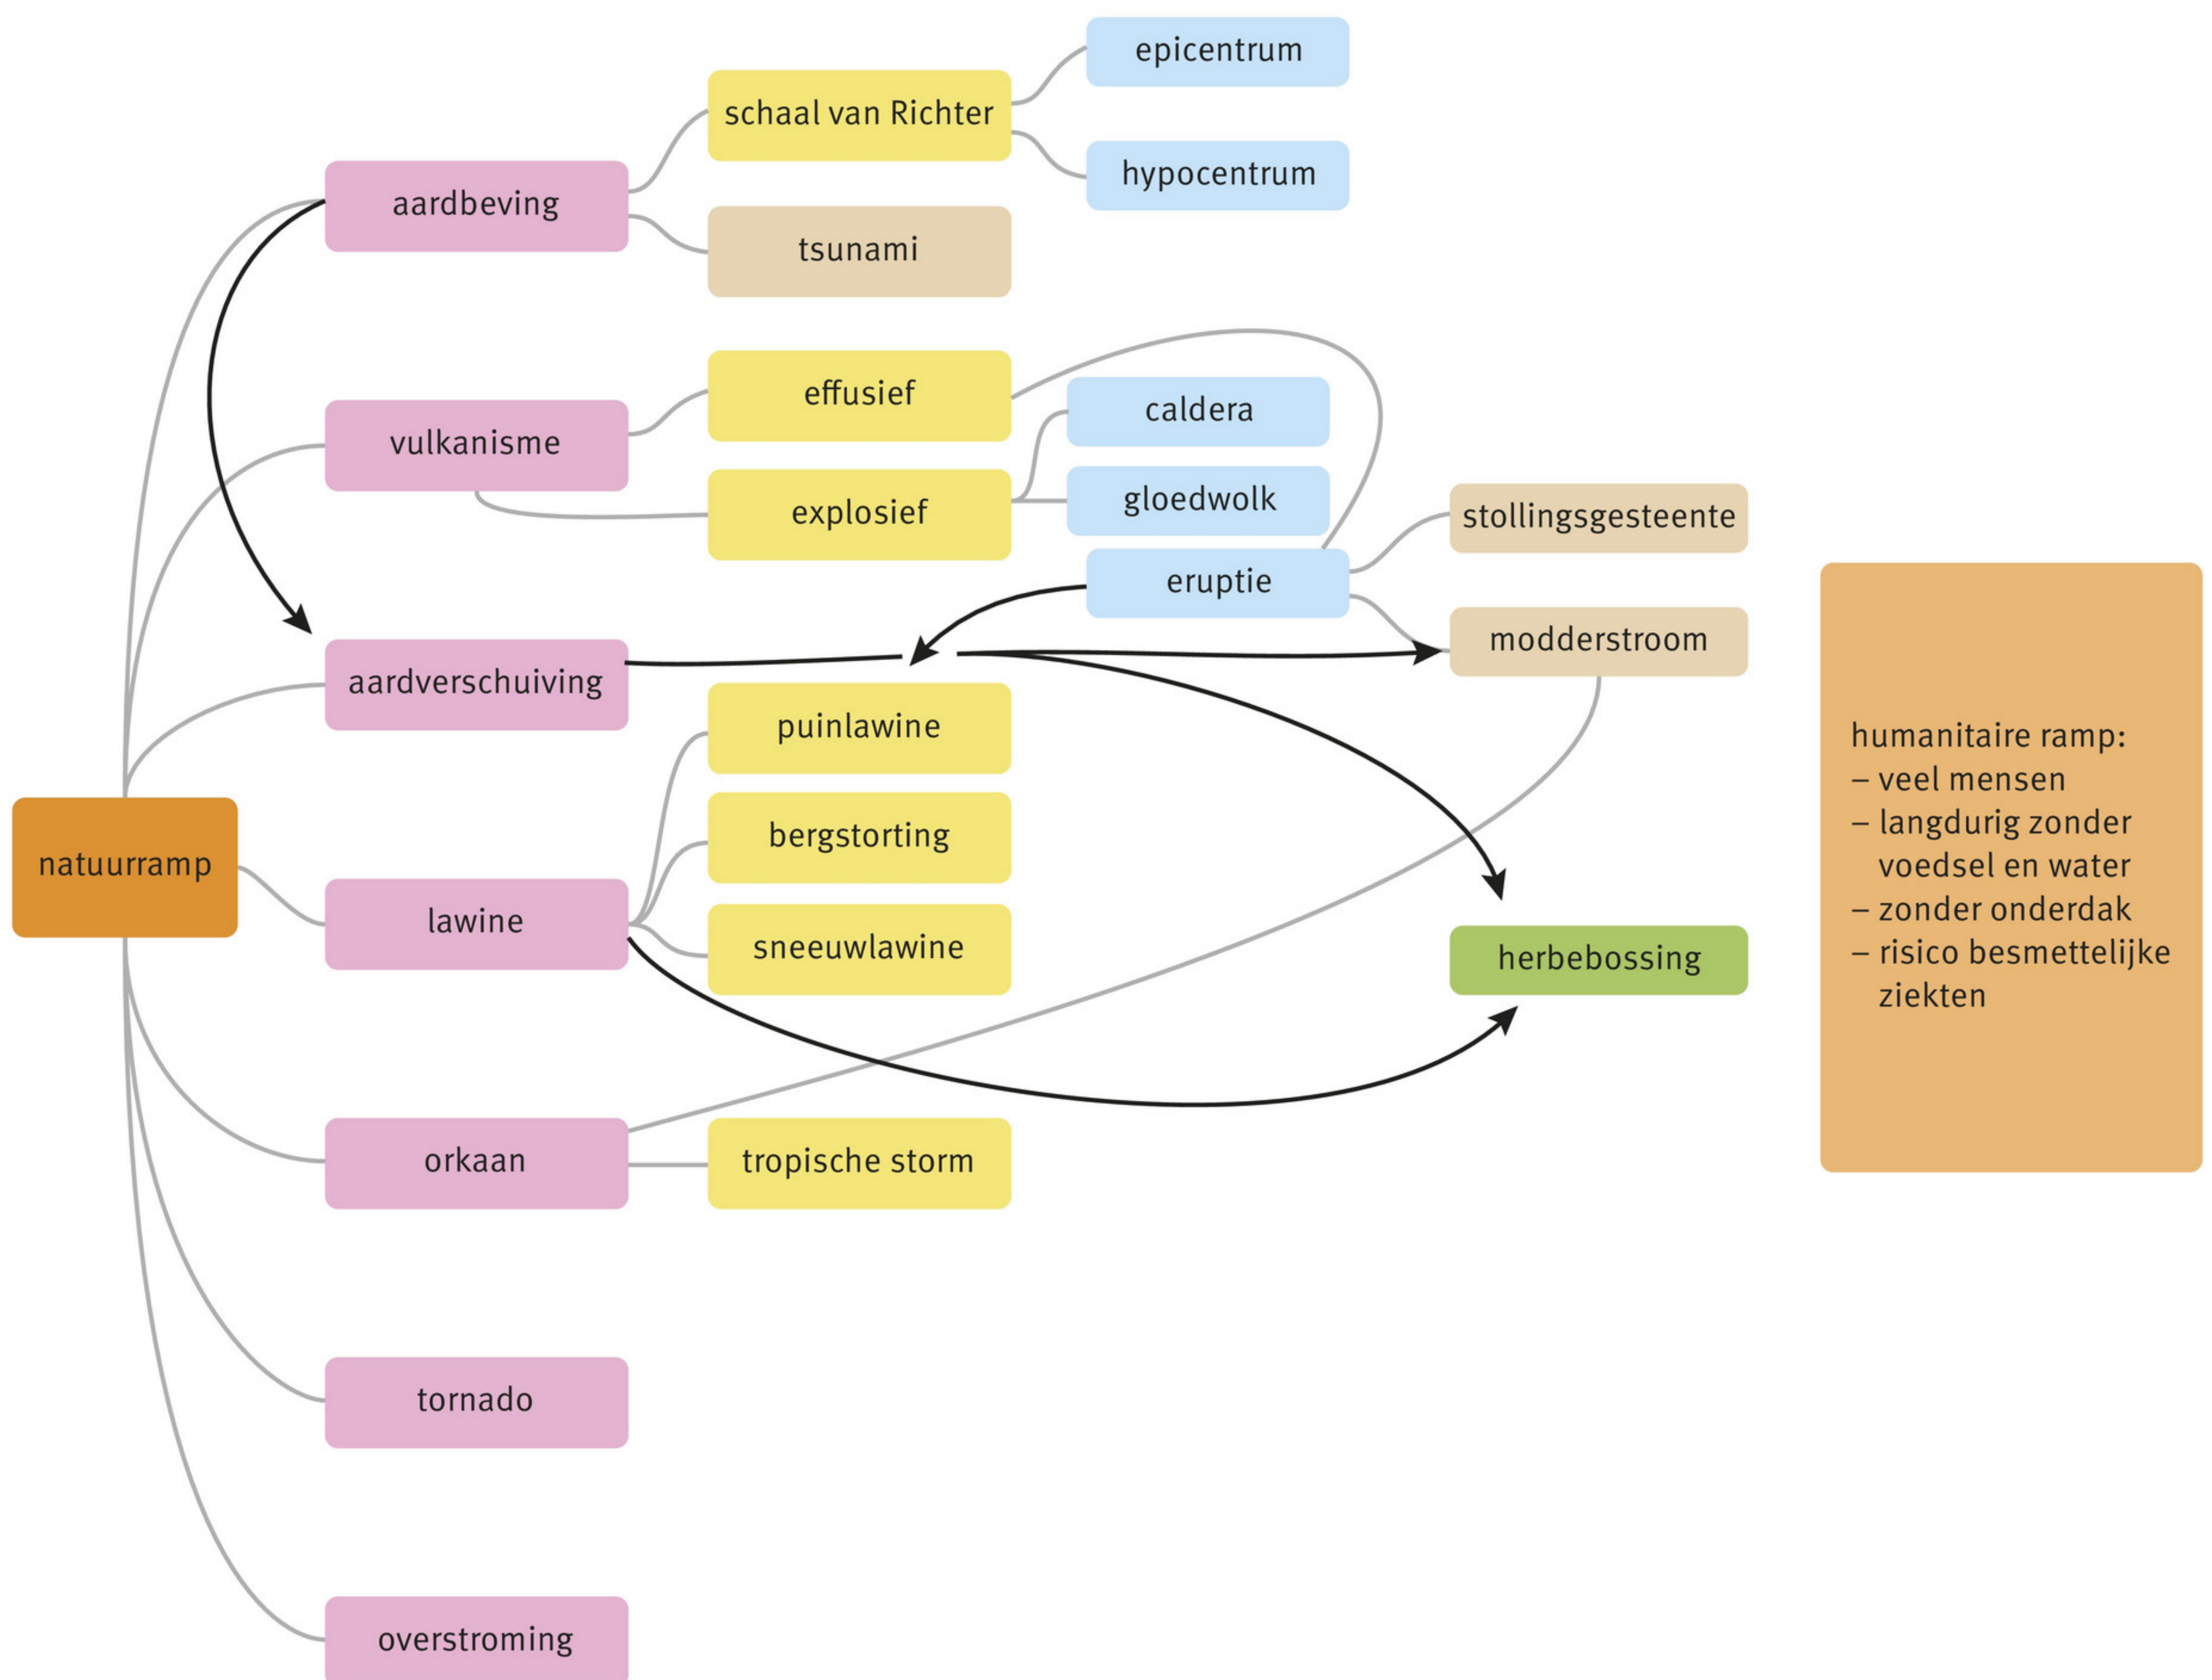 epicentrum
schaal van Richter
hypocentrum
aardbeving
tsunami
effusief
caldera
vulkanisme
gloedwolk
explosief
stollingsgesteente
eruptie
modderstroom
aardverschuiving
puinlawine
humanitaire ramp:
– veel mensen
– langdurig zonder
voedsel en water
– zonder onderdak
– risico besmettelijke
ziekten
bergstorting
natuurramp
lawine
sneeuwlawine
herbebossing
orkaan
tropische storm
tornado
overstroming